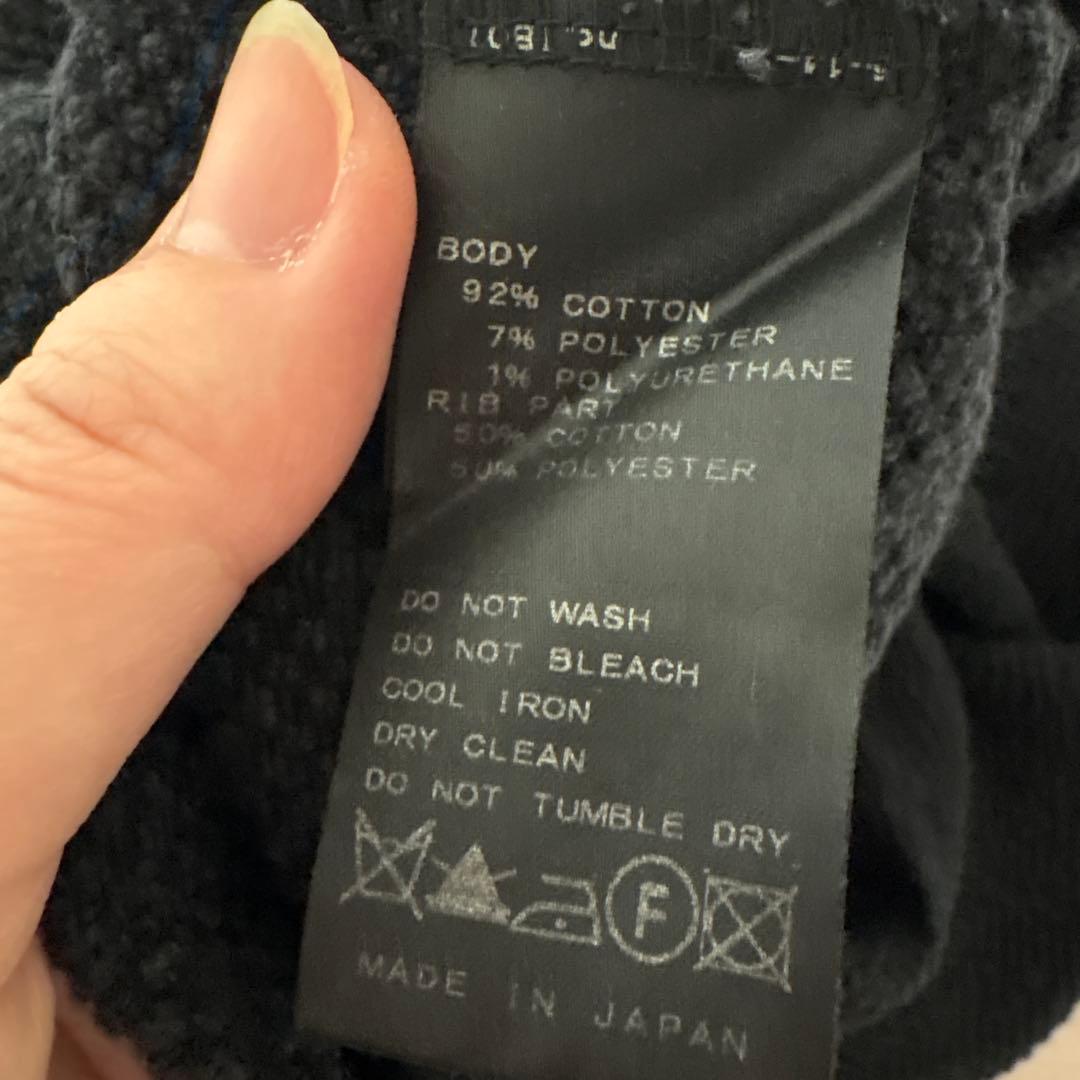 BODY
92% COTTON
7% POLYESTER
1% POLYURETHANE
RIB PART
50% COTTON
50% POLYESTER
DO NOT WASH
DO NOT BLEACH
COOL IRON
DRY CLEAN
DO NOT TUMBLE DRY
F
MADE IN JAPAN